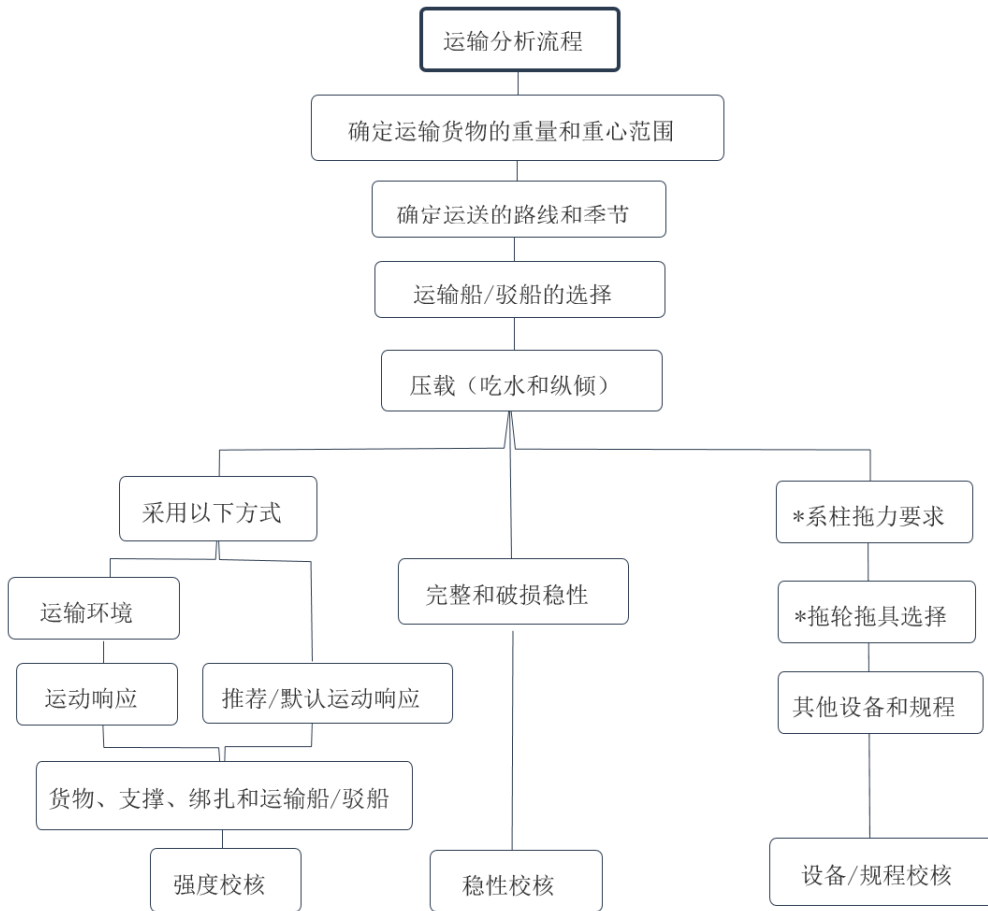 运输分析流程
确定运输货物的重量和重心范围
确定运送的路线和季节
运输船/驳船的选择
压载（吃水和纵倾）
采用以下方式
运输环境
运动响应
推荐/默认运动响应
货物、支撑、绑扎和运输船/驳船
强度校核
完整和破损稳性
稳性校核
*系柱拖力要求
*拖轮拖具选择
其他设备和规程
设备/规程校核